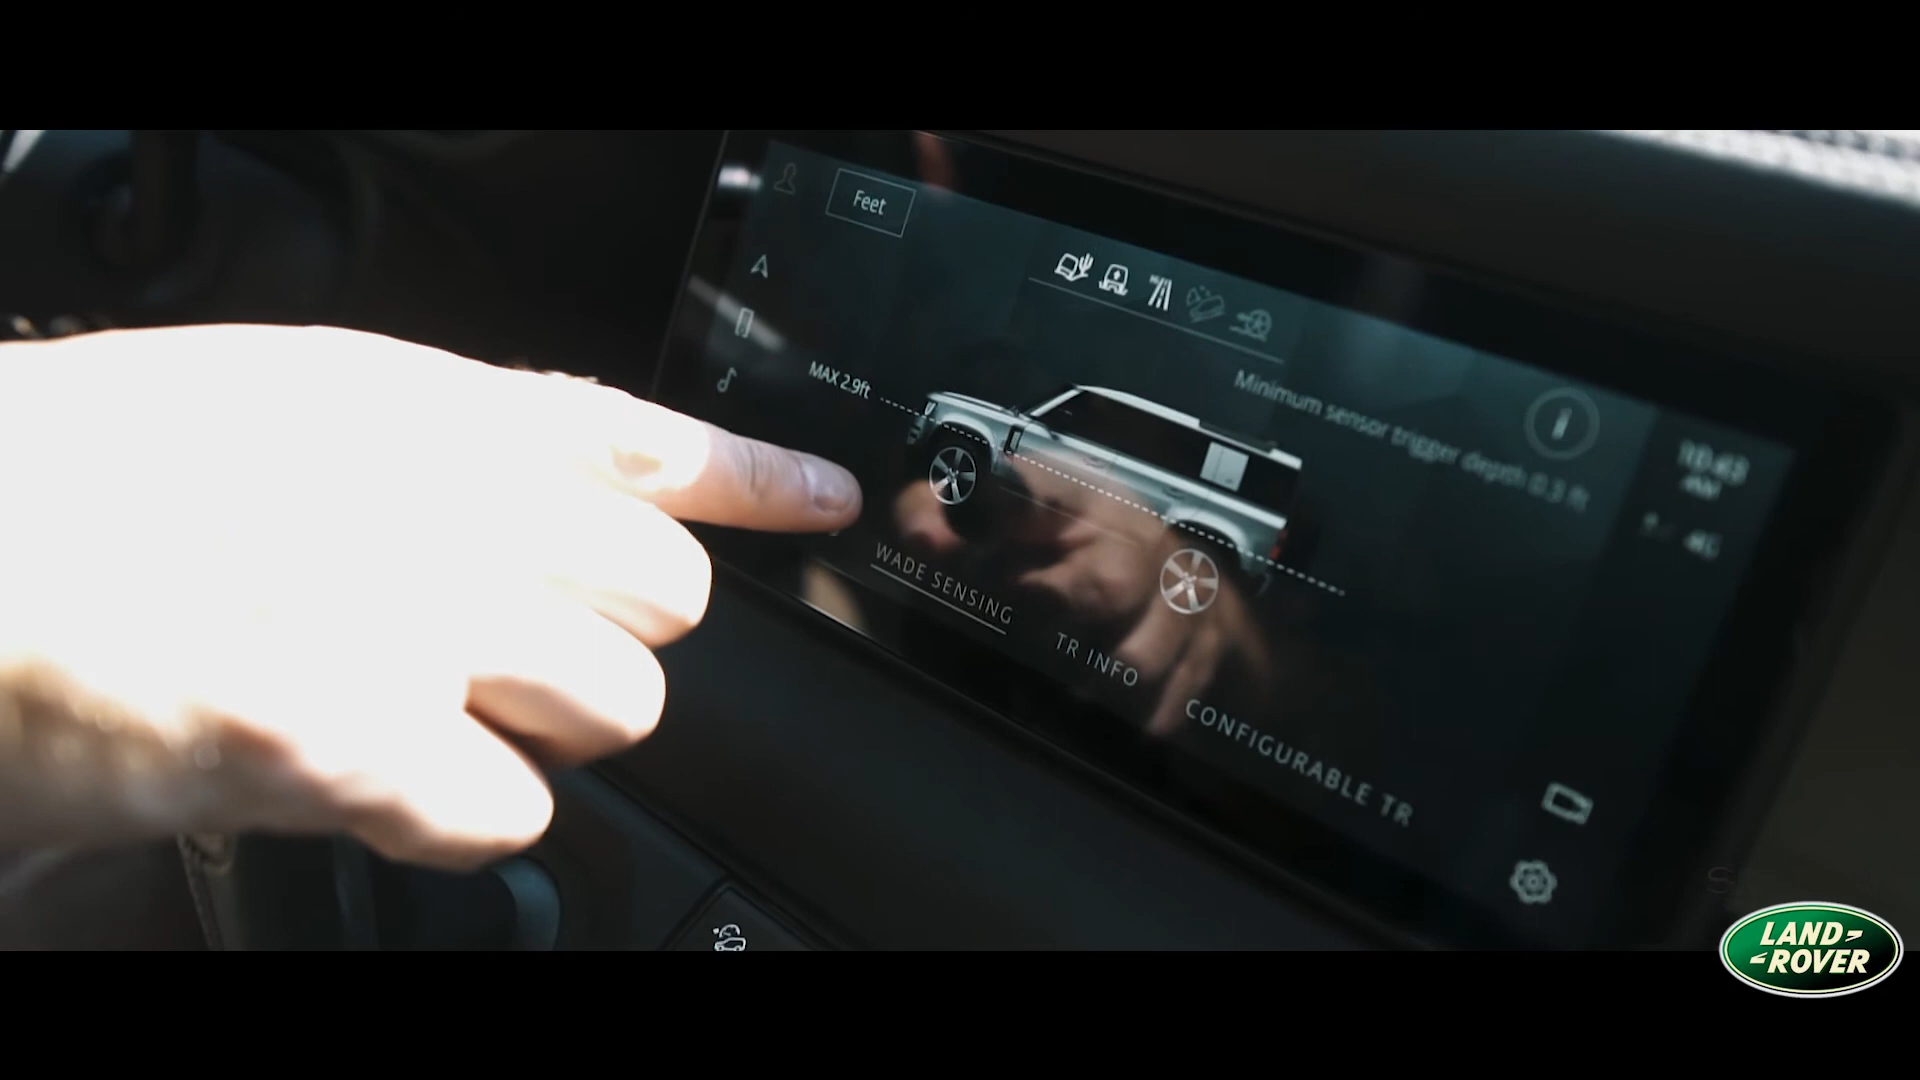 Feet
MAX 2.9ft
Minimum sensor trigger depth 0.3 ft
WADE SENSING
TR INFO
CONFIGURABLE TR
LAND
ROVER